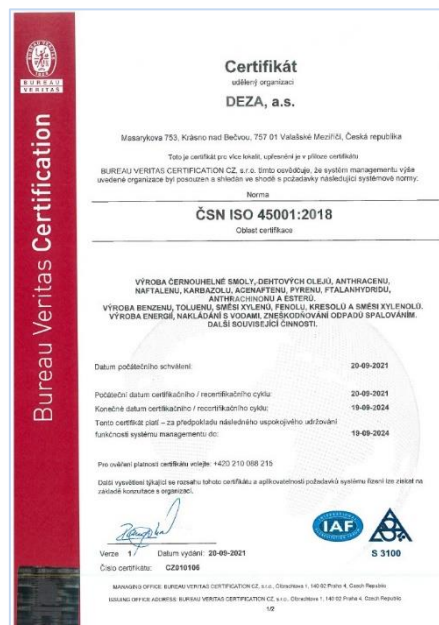 BUREAU
VERITAS
Bureau Veritas Certification
Certifikát
udělený organizaci
DEZA, a.s.
Masarykova 753, Krásno nad Bečvou, 757 01 Valašské Meziříčí, Česká republika
Toto je certifikát pro více lokalit, upřesnění je v příloze certifikátu
BUREAU VERITAS CERTIFICATION CZ, s.r.o. tímto osvědčuje, že systém managementu výše
uvedené organizace byl posouzen a shledán ve shodě s požadavky následující systémové normy:
Norma
ČSN ISO 45001:2018
Oblast certifikace
VÝROBA ČERNOUHELNÉ SMOLY, DEHTOVÝCH OLEJŮ, ANTHRACENU,
NAFTALENU, KARBAZOLU, ACENAFTENU, PYRENU, FTALANHYDRIDU,
ANTHRACHINONU A ESTERŮ.
VÝROBA BENZENU, TOLUENU, SMĚSI XYLENŮ, FENOLU, KRESOLŮ A SMĚSI XYLENOLŮ.
VÝROBA ENERGIÍ, NAKLÁDÁNÍ S VODAMI, ZNEŠKODŇOVÁNÍ ODPADŮ SPALOVÁNÍM.
DALŠÍ SOUVISEJÍCÍ ČINNOSTI.
Datum počátečního schválení: 20-09-2021
Počáteční datum certifikačního / recertifikačního cyklu: 20-09-2021
Konečné datum certifikačního / recertifikačního cyklu: 19-09-2024
Tento certifikát platí – za předpokladu následného uspokojivého udržování
funkčnosti systému managementu do: 19-09-2024
Pro ověření platnosti certifikátu volejte: +420 210 088 215
Další vysvětlení týkající se rozsahu tohoto certifikátu a aplikovatelnosti požadavků systému řízení lze získat na
základě konzultace s organizací.
IAF
Verze 1 Datum vydání: 20-09-2021
S 3100
Číslo certifikátu: CZ010106
MANAGING OFFICE: BUREAU VERITAS CERTIFICATION CZ, s.r.o., Olbrachtova 1, 140 02 Praha 4, Czech Republic
ISSUING OFFICE ADDRESS: BUREAU VERITAS CERTIFICATION CZ, s.r.o., Olbrachtova 1, 140 02 Praha 4, Czech Republic
1/2